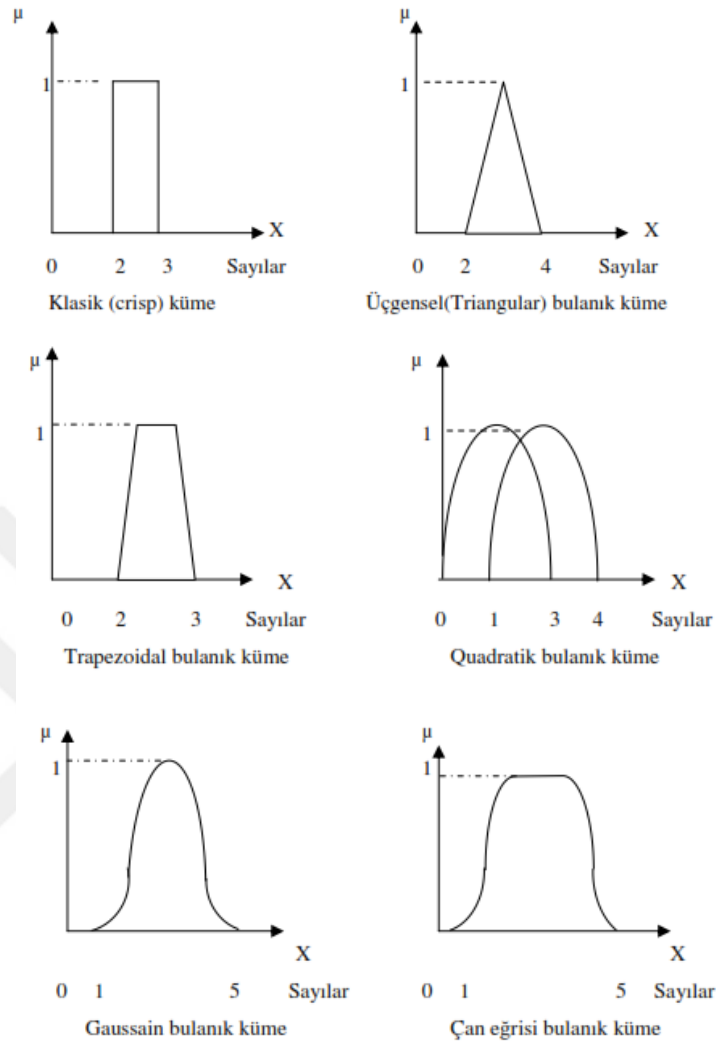 μ
1
X
0 2 3 Sayılar
Klasik (crisp) küme
μ
1
X
0 2 4 Sayılar
Üçgensel(Triangular) bulanık küme
μ
1
X
0 2 3 Sayılar
Trapezoidal bulanık küme
μ
1
X
0 1 3 4 Sayılar
Quadratik bulanık küme
μ
1
X
0 1 5 Sayılar
Gaussain bulanık küme
μ
1
X
0 1 5 Sayılar
Çan eğrisi bulanık küme